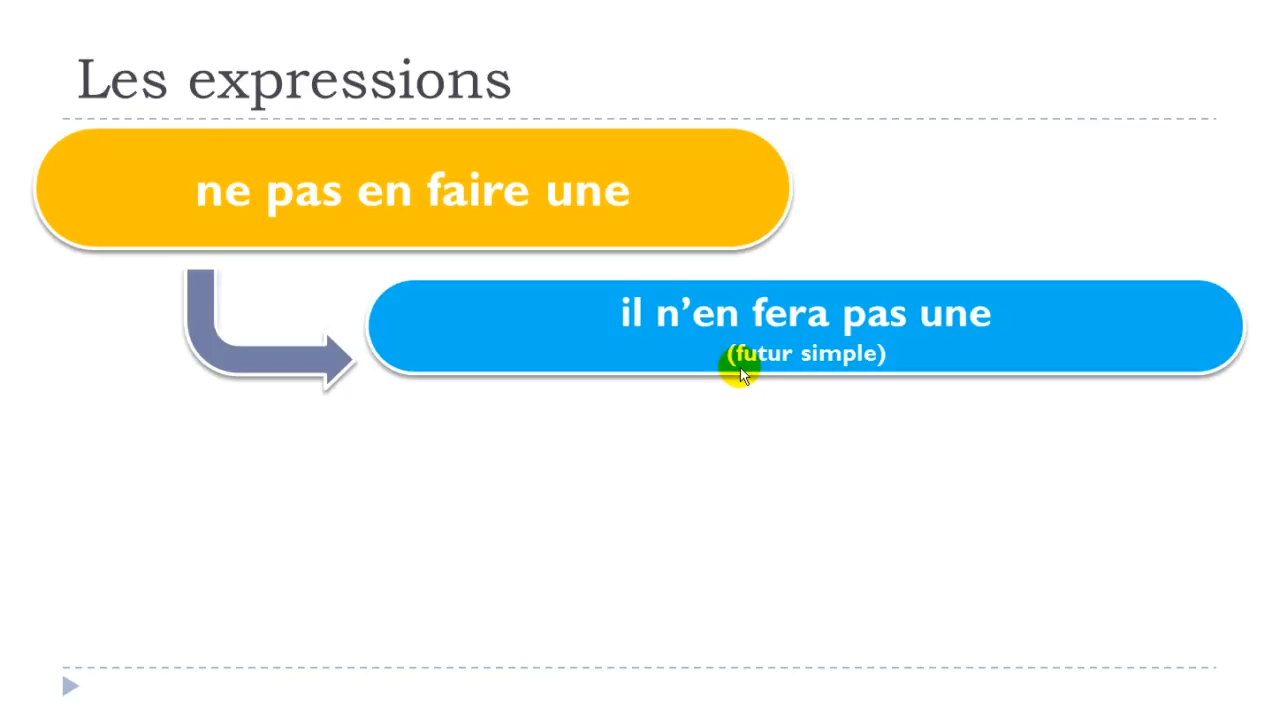 Les expressions
ne pas en faire une
il n’en fera pas une
(futur simple)